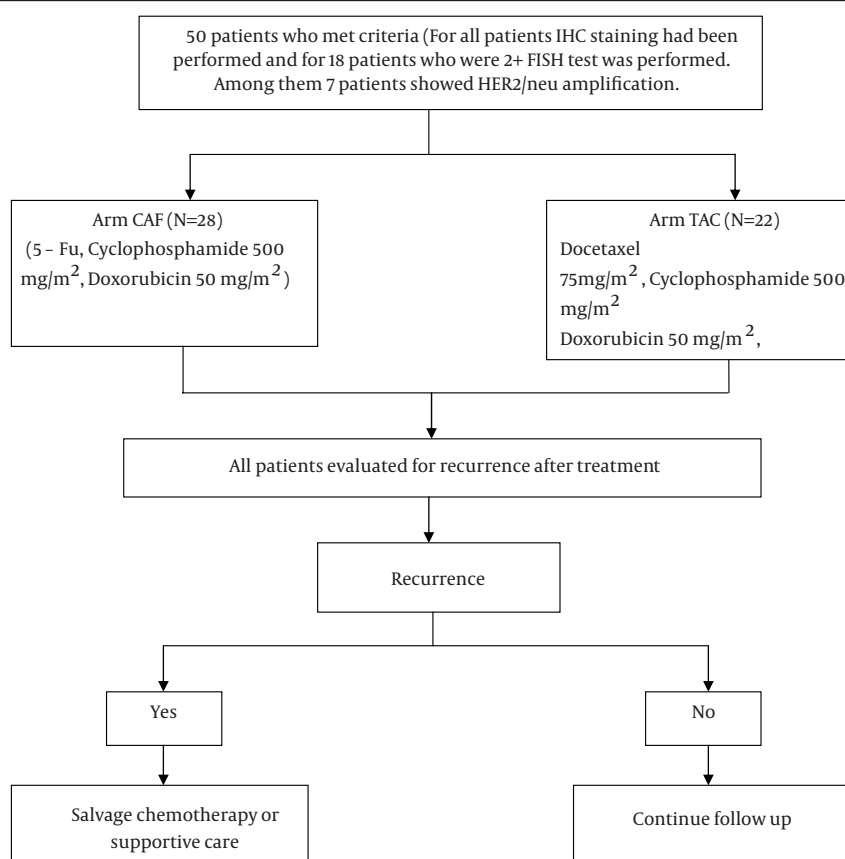 50 patients who met criteria (For all patients IHC staining had been
performed and for 18 patients who were 2+ FISH test was performed.
Among them 7 patients showed HER2/neu amplification.
Arm CAF (N=28)
(5 – Fu, Cyclophosphamide 500
mg/m², Doxorubicin 50 mg/m²)
Arm TAC (N=22)
Docetaxel
75mg/m² , Cyclophosphamide 500
mg/m²
Doxorubicin 50 mg/m² ,
All patients evaluated for recurrence after treatment
Recurrence
Yes
No
Salvage chemotherapy or
supportive care
Continue follow up